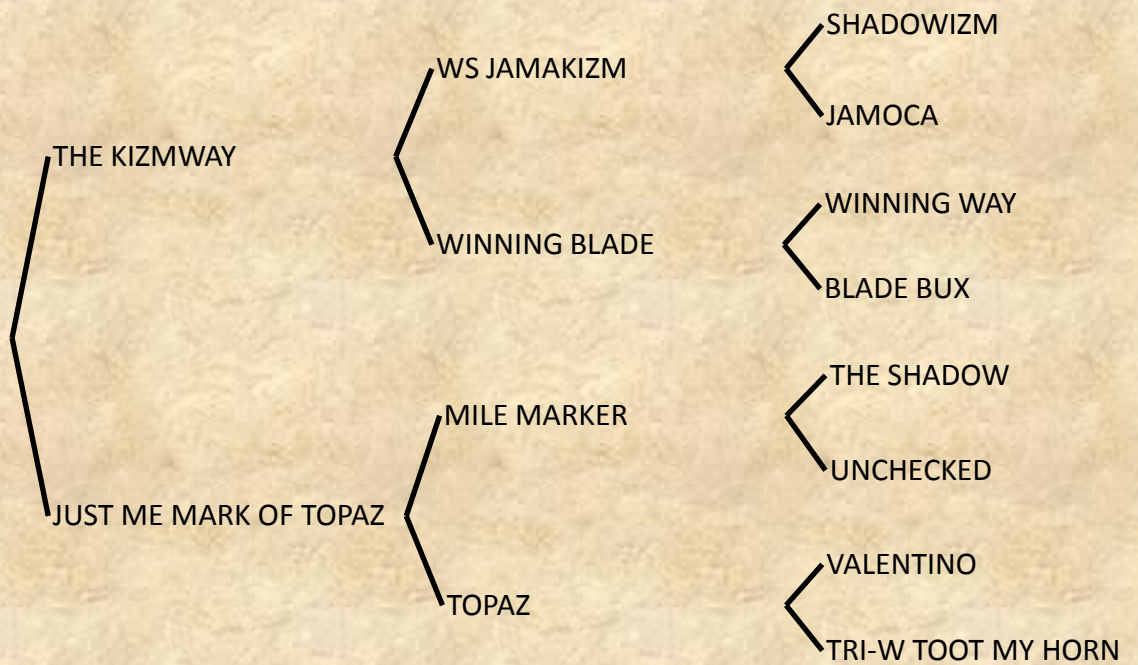 SHADOWIZM
WS JAMAKIZM
JAMOCA
THE KIZMWAY
WINNING WAY
WINNING BLADE
BLADE BUX
THE SHADOW
MILE MARKER
UNCHECKED
JUST ME MARK OF TOPAZ
VALENTINO
TOPAZ
TRI-W TOOT MY HORN